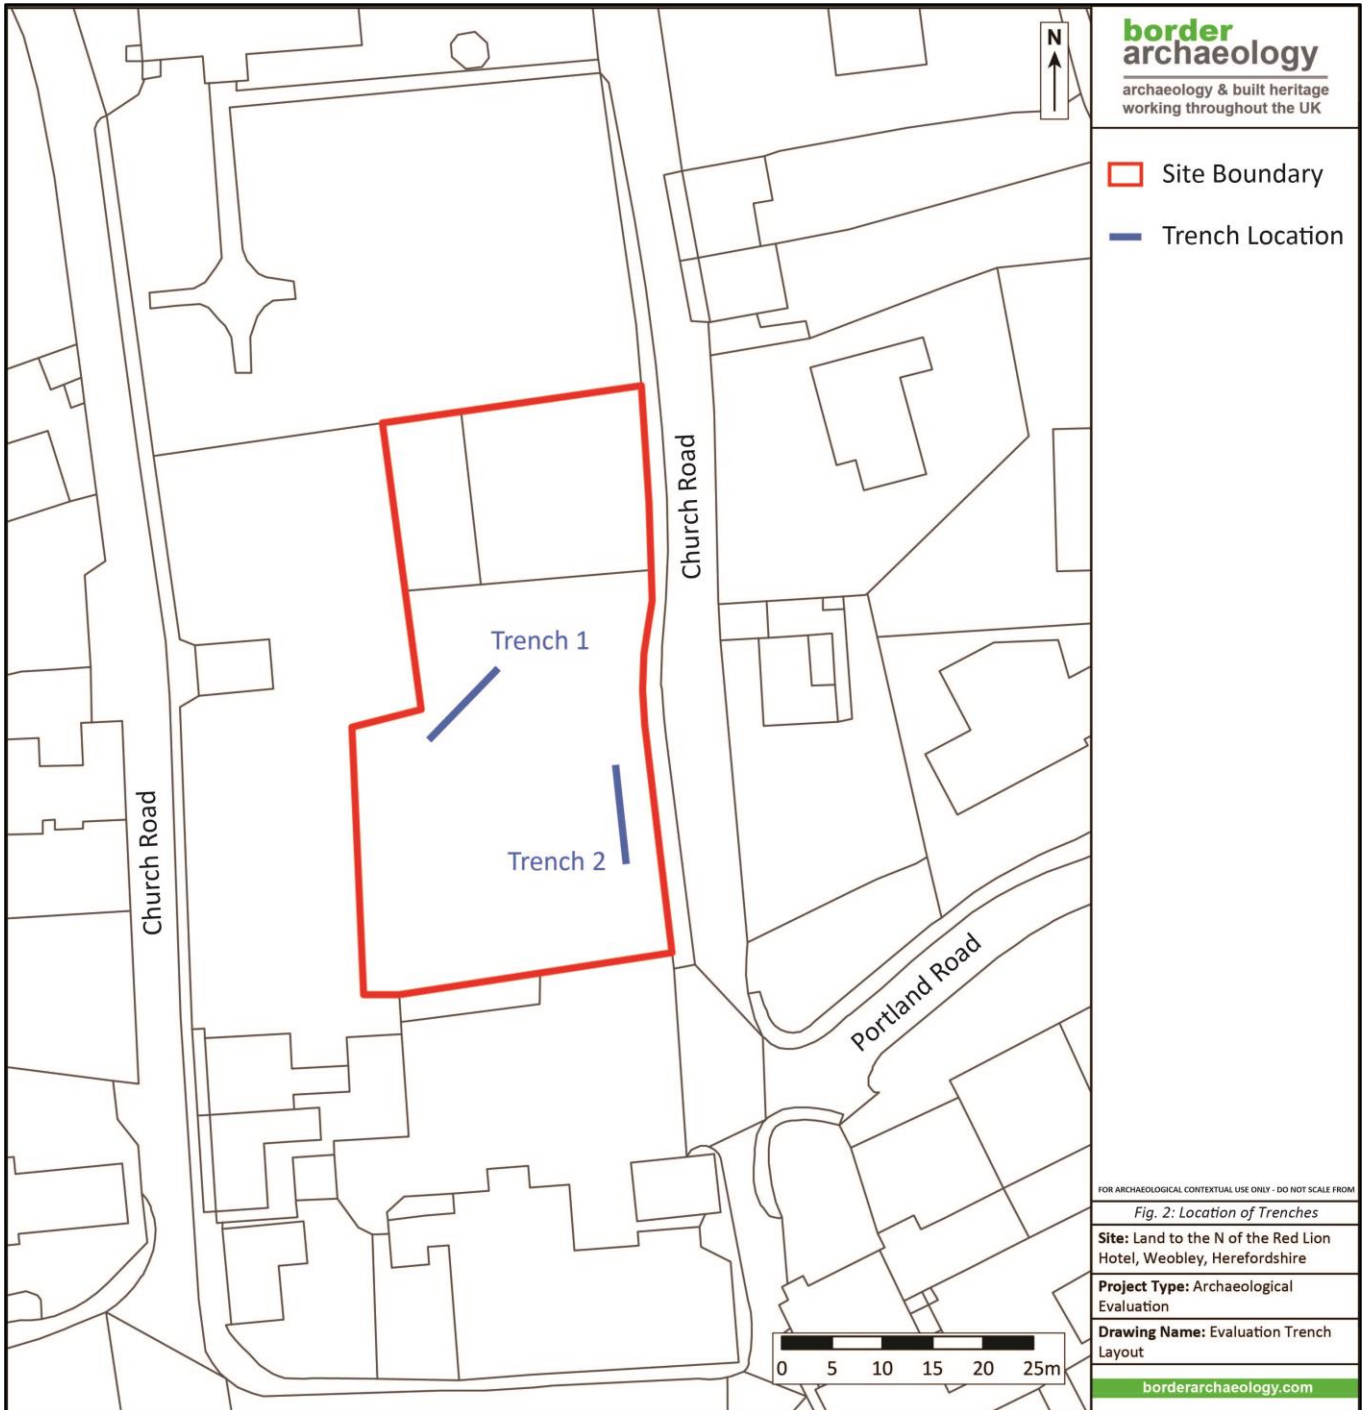 N
border
archaeology
archaeology & built heritage
working throughout the UK
Site Boundary
Trench Location
Church Road
Trench 1
Church Road
Trench 2
Portland Road
0 5 10 15 20 25m
FOR ARCHAEOLOGICAL CONTEXTUAL USE ONLY - DO NOT SCALE FROM
Fig. 2: Location of Trenches
Site: Land to the N of the Red Lion
Hotel, Weobley, Herefordshire
Project Type: Archaeological
Evaluation
Drawing Name: Evaluation Trench
Layout
borderarchaeology.com